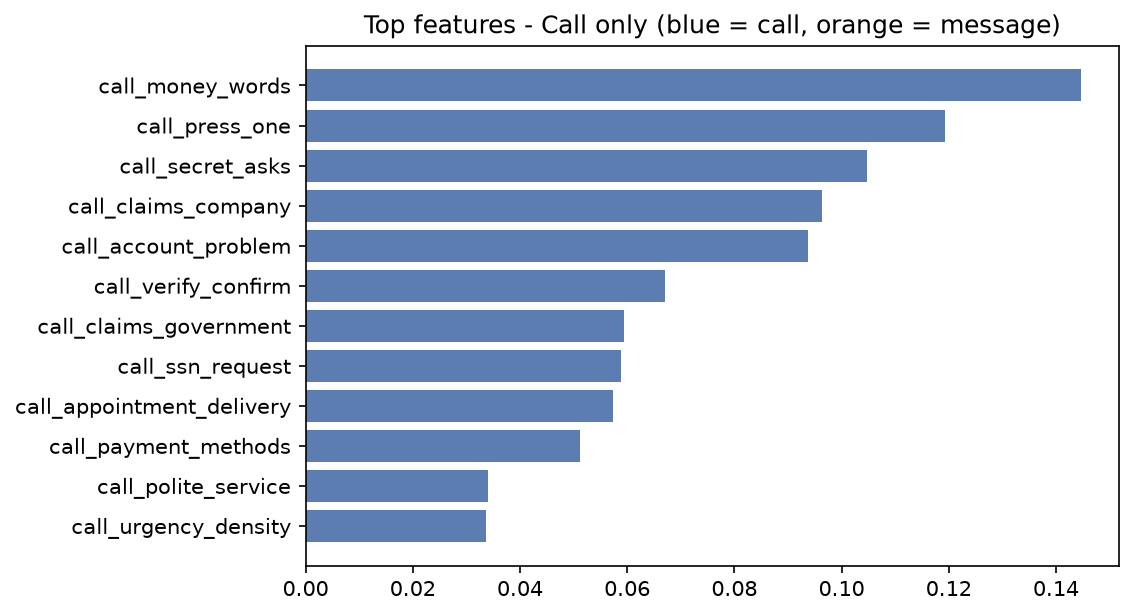 Top features - Call only (blue = call, orange = message)
call_money_words
call_press_one
call_secret_asks
call_claims_company
call_account_problem
call_verify_confirm
call_claims_government
call_ssn_request
call_appointment_delivery
call_payment_methods
call_polite_service
call_urgency_density
0.00 0.02 0.04 0.06 0.08 0.10 0.12 0.14